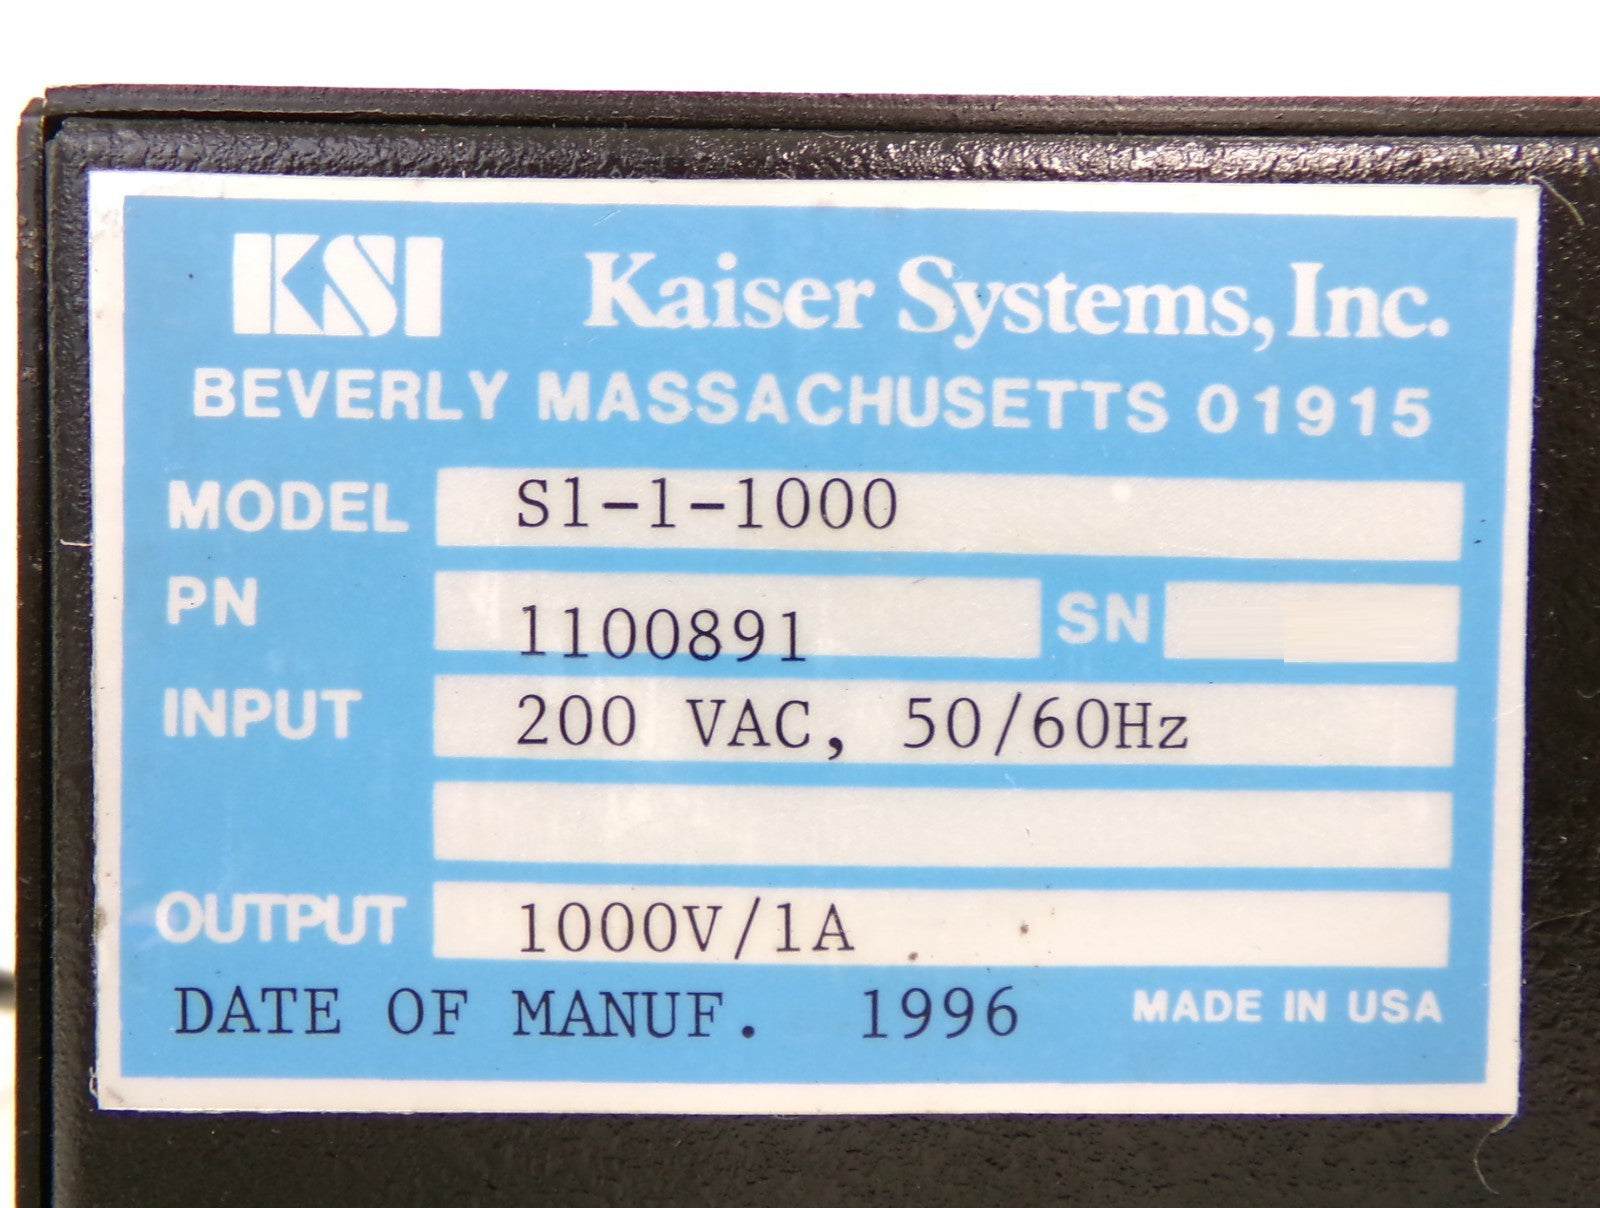 KSI Kaiser Systems, Inc.
BEVERLY MASSACHUSETTS 01915
MODEL S1-1-1000
PN 1100891 SN
INPUT 200 VAC, 50/60Hz
OUTPUT 1000V/1A
DATE OF MANUF. 1996 MADE IN USA